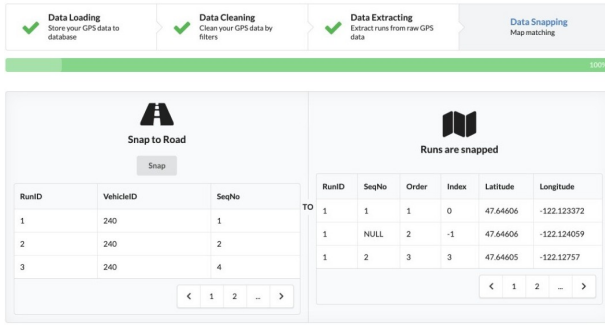 Data Loading
Store your GPS data to
database
Data Cleaning
Clean your GPS data by
filters
Data Extracting
Extract runs from raw GPS
data
Data Snapping
Map matching
100%
Snap to Road
Snap
RunID VehicleID SeqNo
1 240 1
2 240 2
3 240 4
< 1 2 ... >
TO
Runs are snapped
RunID SeqNo Order Index Latitude Longitude
1 1 1 0 47.64606 -122.123372
1 NULL 2 -1 47.64606 -122.124059
1 2 3 3 47.64605 -122.12757
< 1 2 ... >